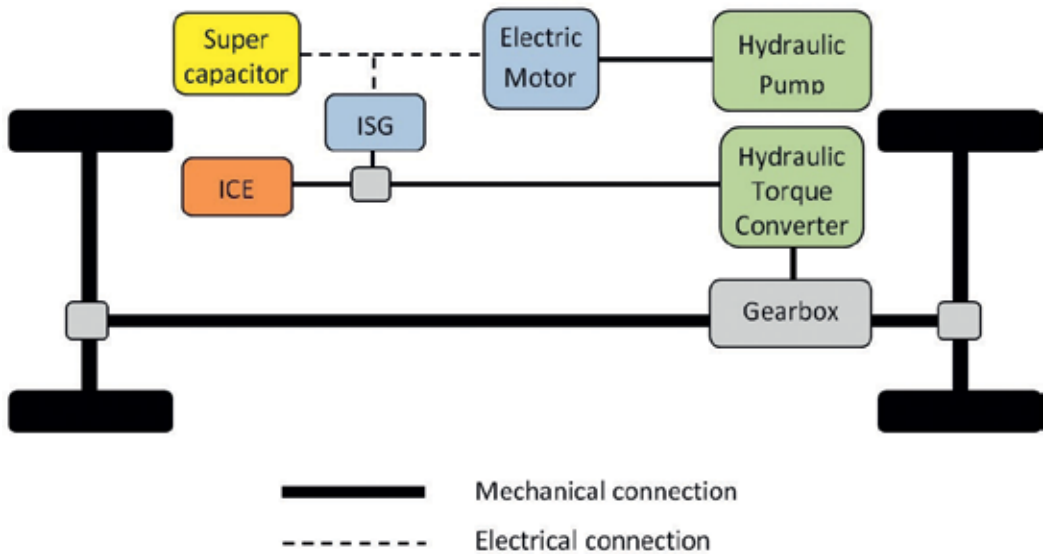 Super
capacitor
Electric
Motor
Hydraulic
Pump
ISG
ICE
Hydraulic
Torque
Converter
Gearbox
Mechanical connection
Electrical connection